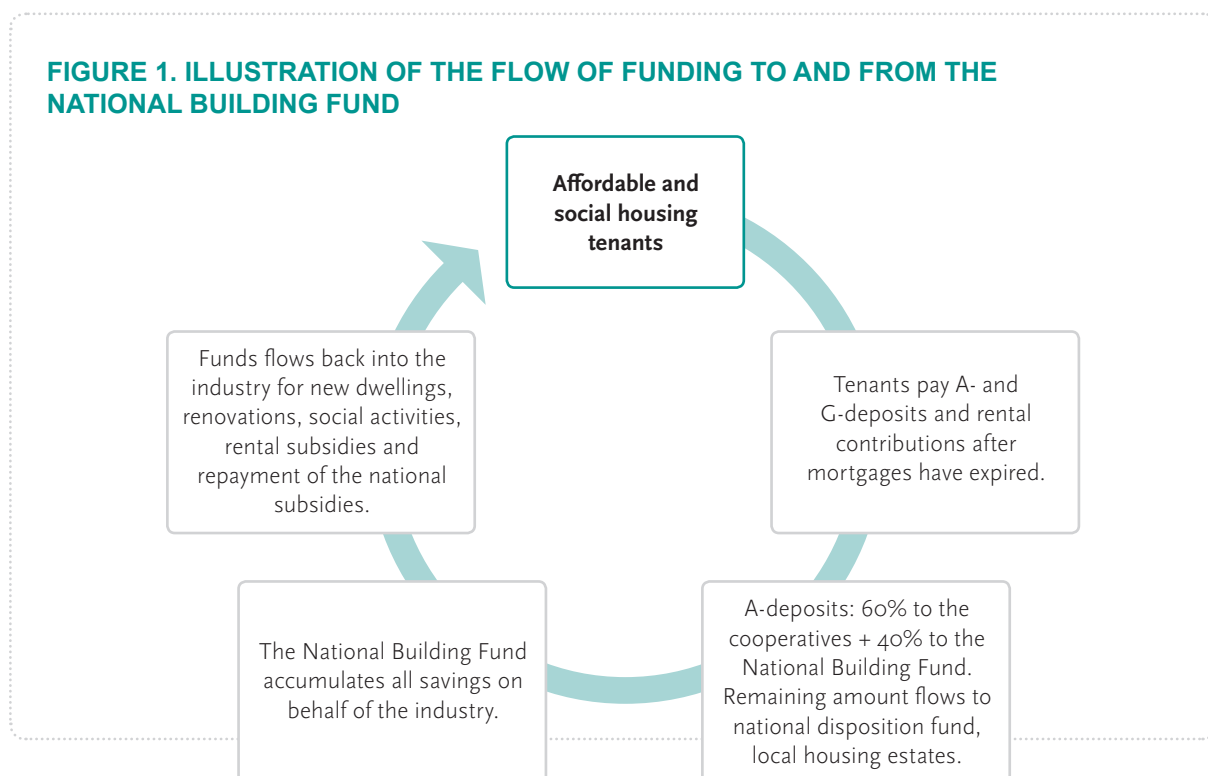 FIGURE 1. ILLUSTRATION OF THE FLOW OF FUNDING TO AND FROM THE
NATIONAL BUILDING FUND
Affordable and
social housing
tenants
Tenants pay A- and
G-deposits and rental
contributions after
mortgages have expired.
A-deposits: 60% to the
cooperatives + 40% to the
National Building Fund.
Remaining amount flows to
national disposition fund,
local housing estates.
The National Building Fund
accumulates all savings on
behalf of the industry.
Funds flows back into the
industry for new dwellings,
renovations, social activities,
rental subsidies and
repayment of the national
subsidies.